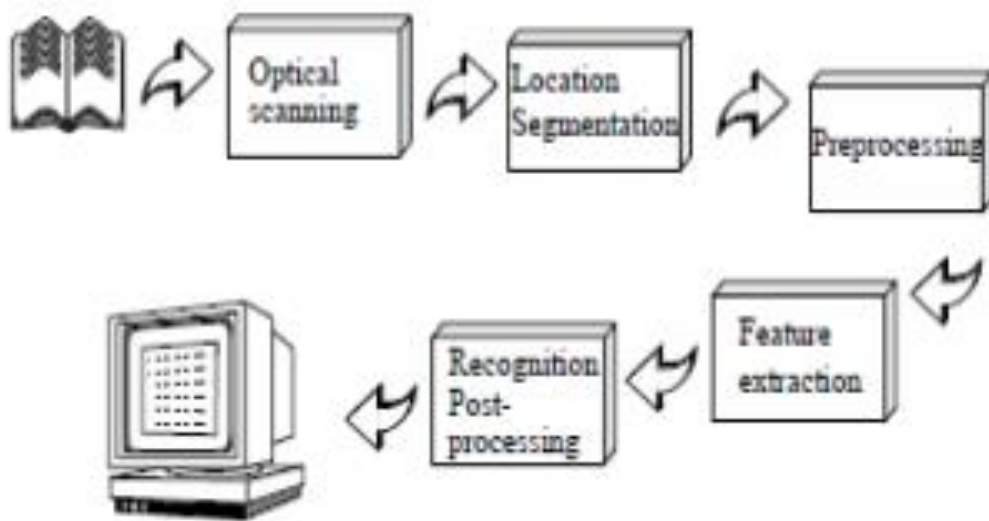 Optical
scanning
Location
Segmentation
Preprocessing
Feature
extraction
Recognition
Post-
processing